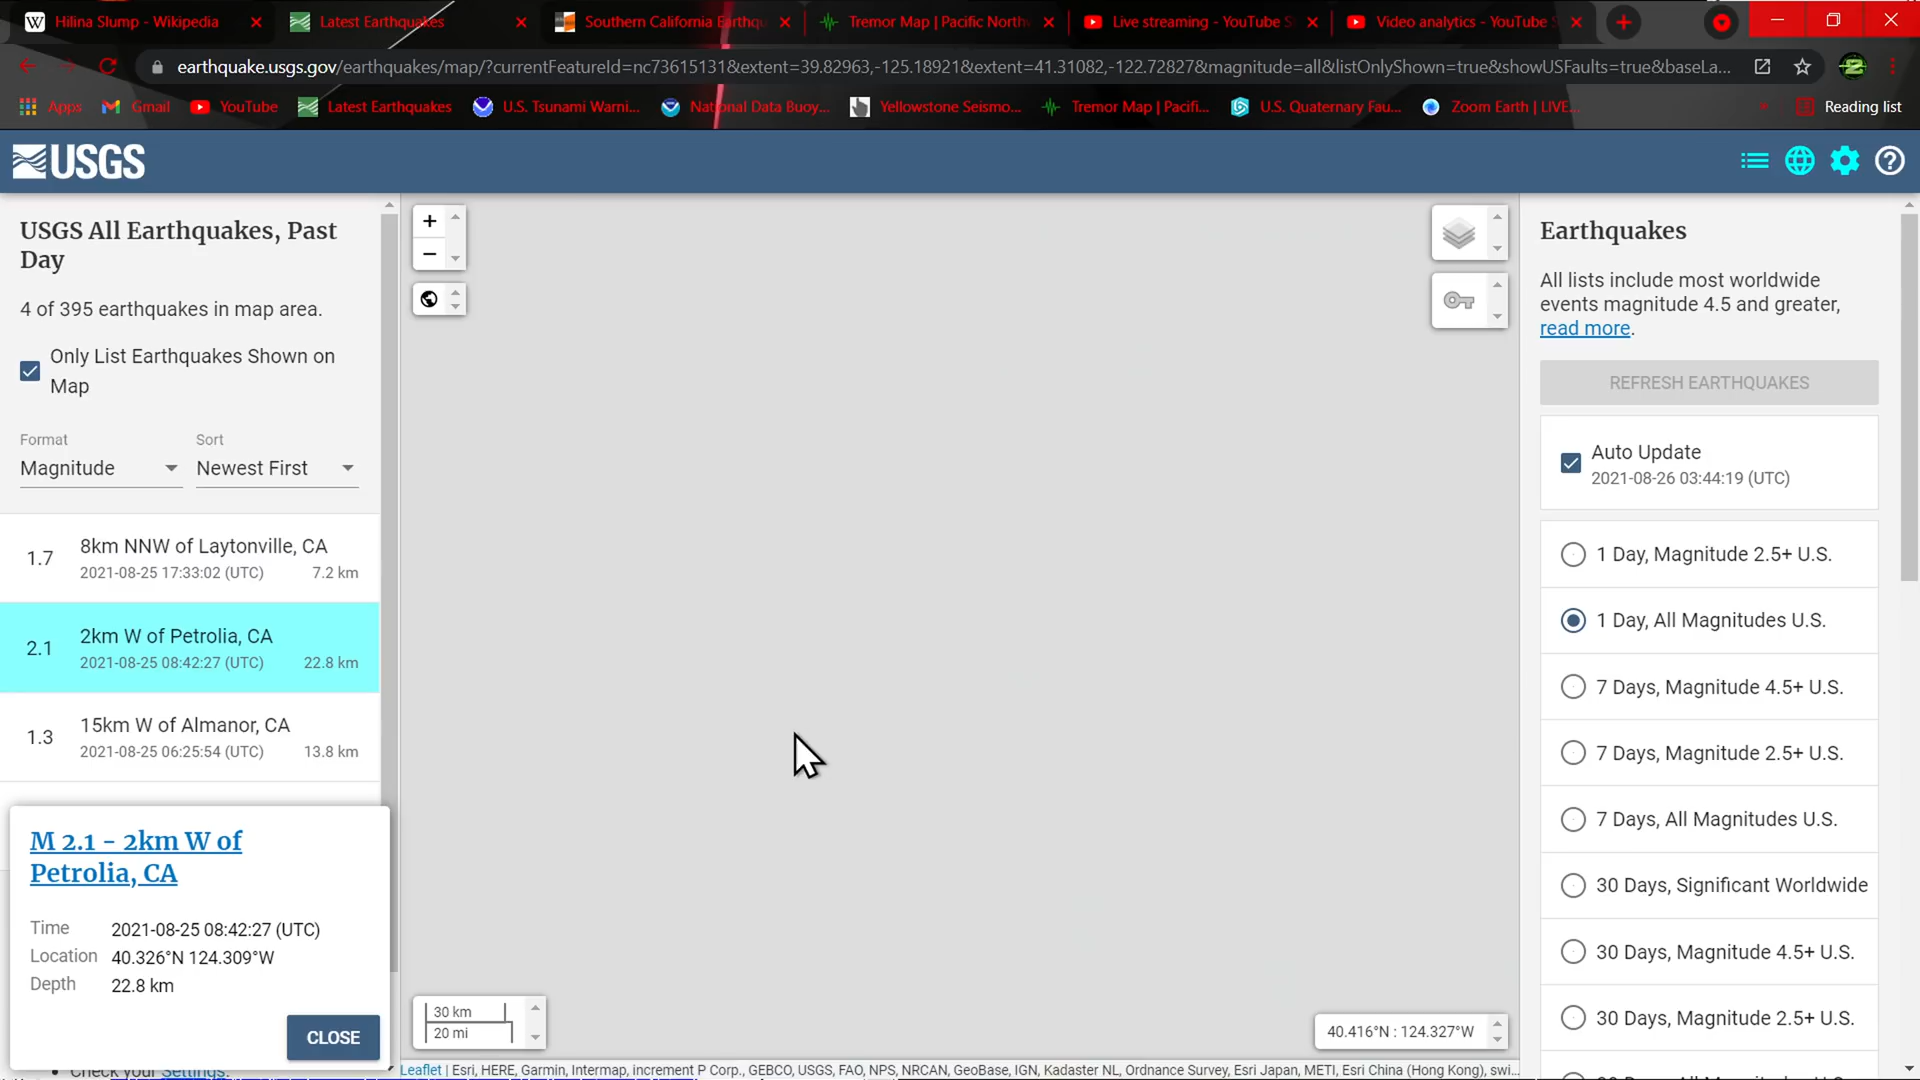 Hilina Slump - Wikipedia
Latest Earthquakes
Southern California Earthqu
Tremor Map | Pacific Northw
Live streaming - YouTube S
Video analytics - YouTube S
earthquake.usgs.gov/earthquakes/map/?currentFeatureId=nc73615131&extent=39.82963,-125.18921&extent=41.31082,-122.72827&magnitude=all&listOnlyShown=true&showUSFaults=true&baseLa...
Apps
Gmail
YouTube
Latest Earthquakes
U.S. Tsunami Warni...
National Data Buoy...
Yellowstone Seismo...
Tremor Map | Pacifi...
U.S. Quaternary Fau...
Zoom Earth | LIVE...
Reading list
USGS
USGS All Earthquakes, Past
Day
4 of 395 earthquakes in map area.
Only List Earthquakes Shown on
Map
Format
Sort
Magnitude
Newest First
1.7
8km NNW of Laytonville, CA
2021-08-25 17:33:02 (UTC)
7.2 km
2.1
2km W of Petrolia, CA
2021-08-25 08:42:27 (UTC)
22.8 km
1.3
15km W of Almanor, CA
2021-08-25 06:25:54 (UTC)
13.8 km
M 2.1 - 2km W of
Petrolia, CA
Time 2021-08-25 08:42:27 (UTC)
Location 40.326°N 124.309°W
Depth 22.8 km
CLOSE
Check your Settings.
+
−
30 km
20 mi
40.416°N : 124.327°W
Leaflet | Esri, HERE, Garmin, Intermap, increment P Corp., GEBCO, USGS, FAO, NPS, NRCAN, GeoBase, IGN, Kadaster NL, Ordnance Survey, Esri Japan, METI, Esri China (Hong Kong), swi...
Earthquakes
All lists include most worldwide
events magnitude 4.5 and greater,
read more.
REFRESH EARTHQUAKES
Auto Update
2021-08-26 03:44:19 (UTC)
1 Day, Magnitude 2.5+ U.S.
1 Day, All Magnitudes U.S.
7 Days, Magnitude 4.5+ U.S.
7 Days, Magnitude 2.5+ U.S.
7 Days, All Magnitudes U.S.
30 Days, Significant Worldwide
30 Days, Magnitude 4.5+ U.S.
30 Days, Magnitude 2.5+ U.S.